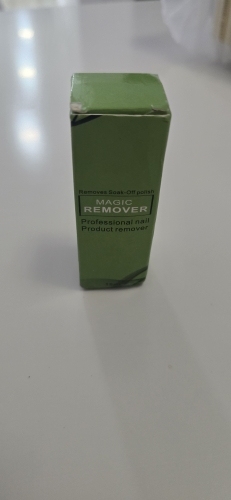 Removes Soak-Off polish
MAGIC
REMOVER
Professional nail
Product remover